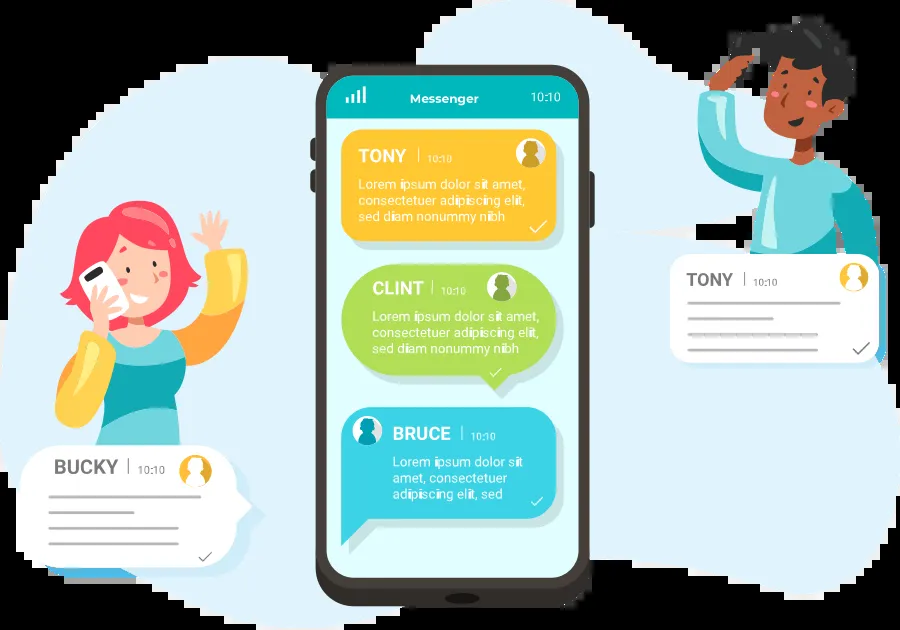 Messenger 10:10
TONY | 10:10
Lorem ipsum dolor sit amet,
consectetuer adipiscing elit,
sed diam nonummy nibh
CLINT | 10:10
Lorem ipsum dolor sit amet,
consectetuer adipiscing elit,
sed diam nonummy nibh
BRUCE | 10:10
Lorem ipsum dolor sit
amet, consectetuer
adipiscing elit, sed
BUCKY | 10:10
TONY | 10:10